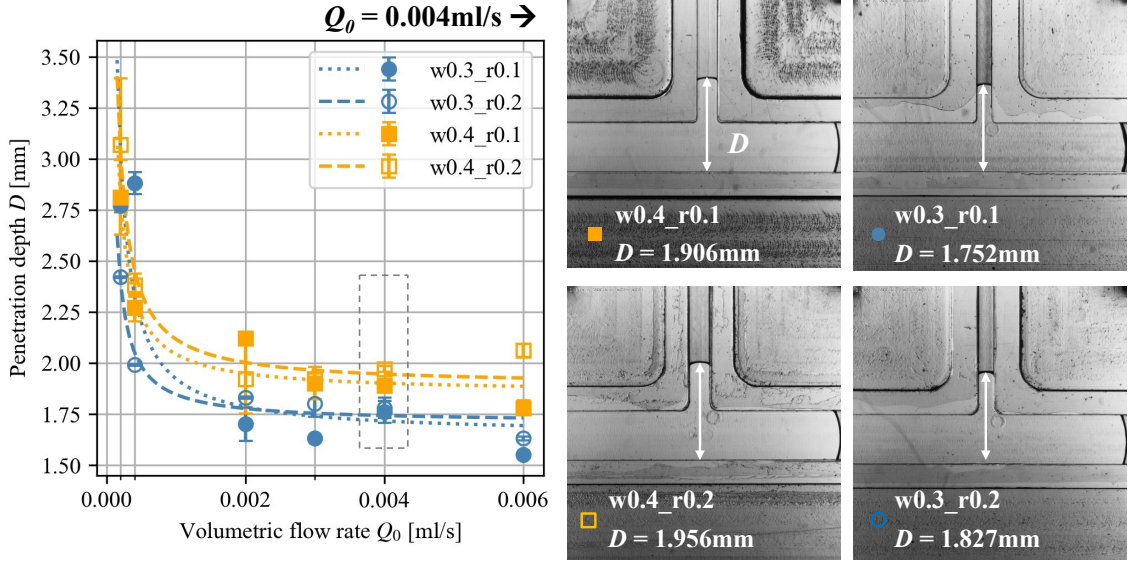 Q₀ = 0.004ml/s →
3.50
3.25
3.00
2.75
2.50
2.25
2.00
1.75
1.50
Penetration depth D [mm]
0.000
0.002
0.003
0.004
0.006
Volumetric flow rate Q₀ [ml/s]
w0.3_r0.1
w0.3_r0.2
w0.4_r0.1
w0.4_r0.2
D
w0.4_r0.1
D = 1.906mm
w0.3_r0.1
D = 1.752mm
w0.4_r0.2
D = 1.956mm
w0.3_r0.2
D = 1.827mm